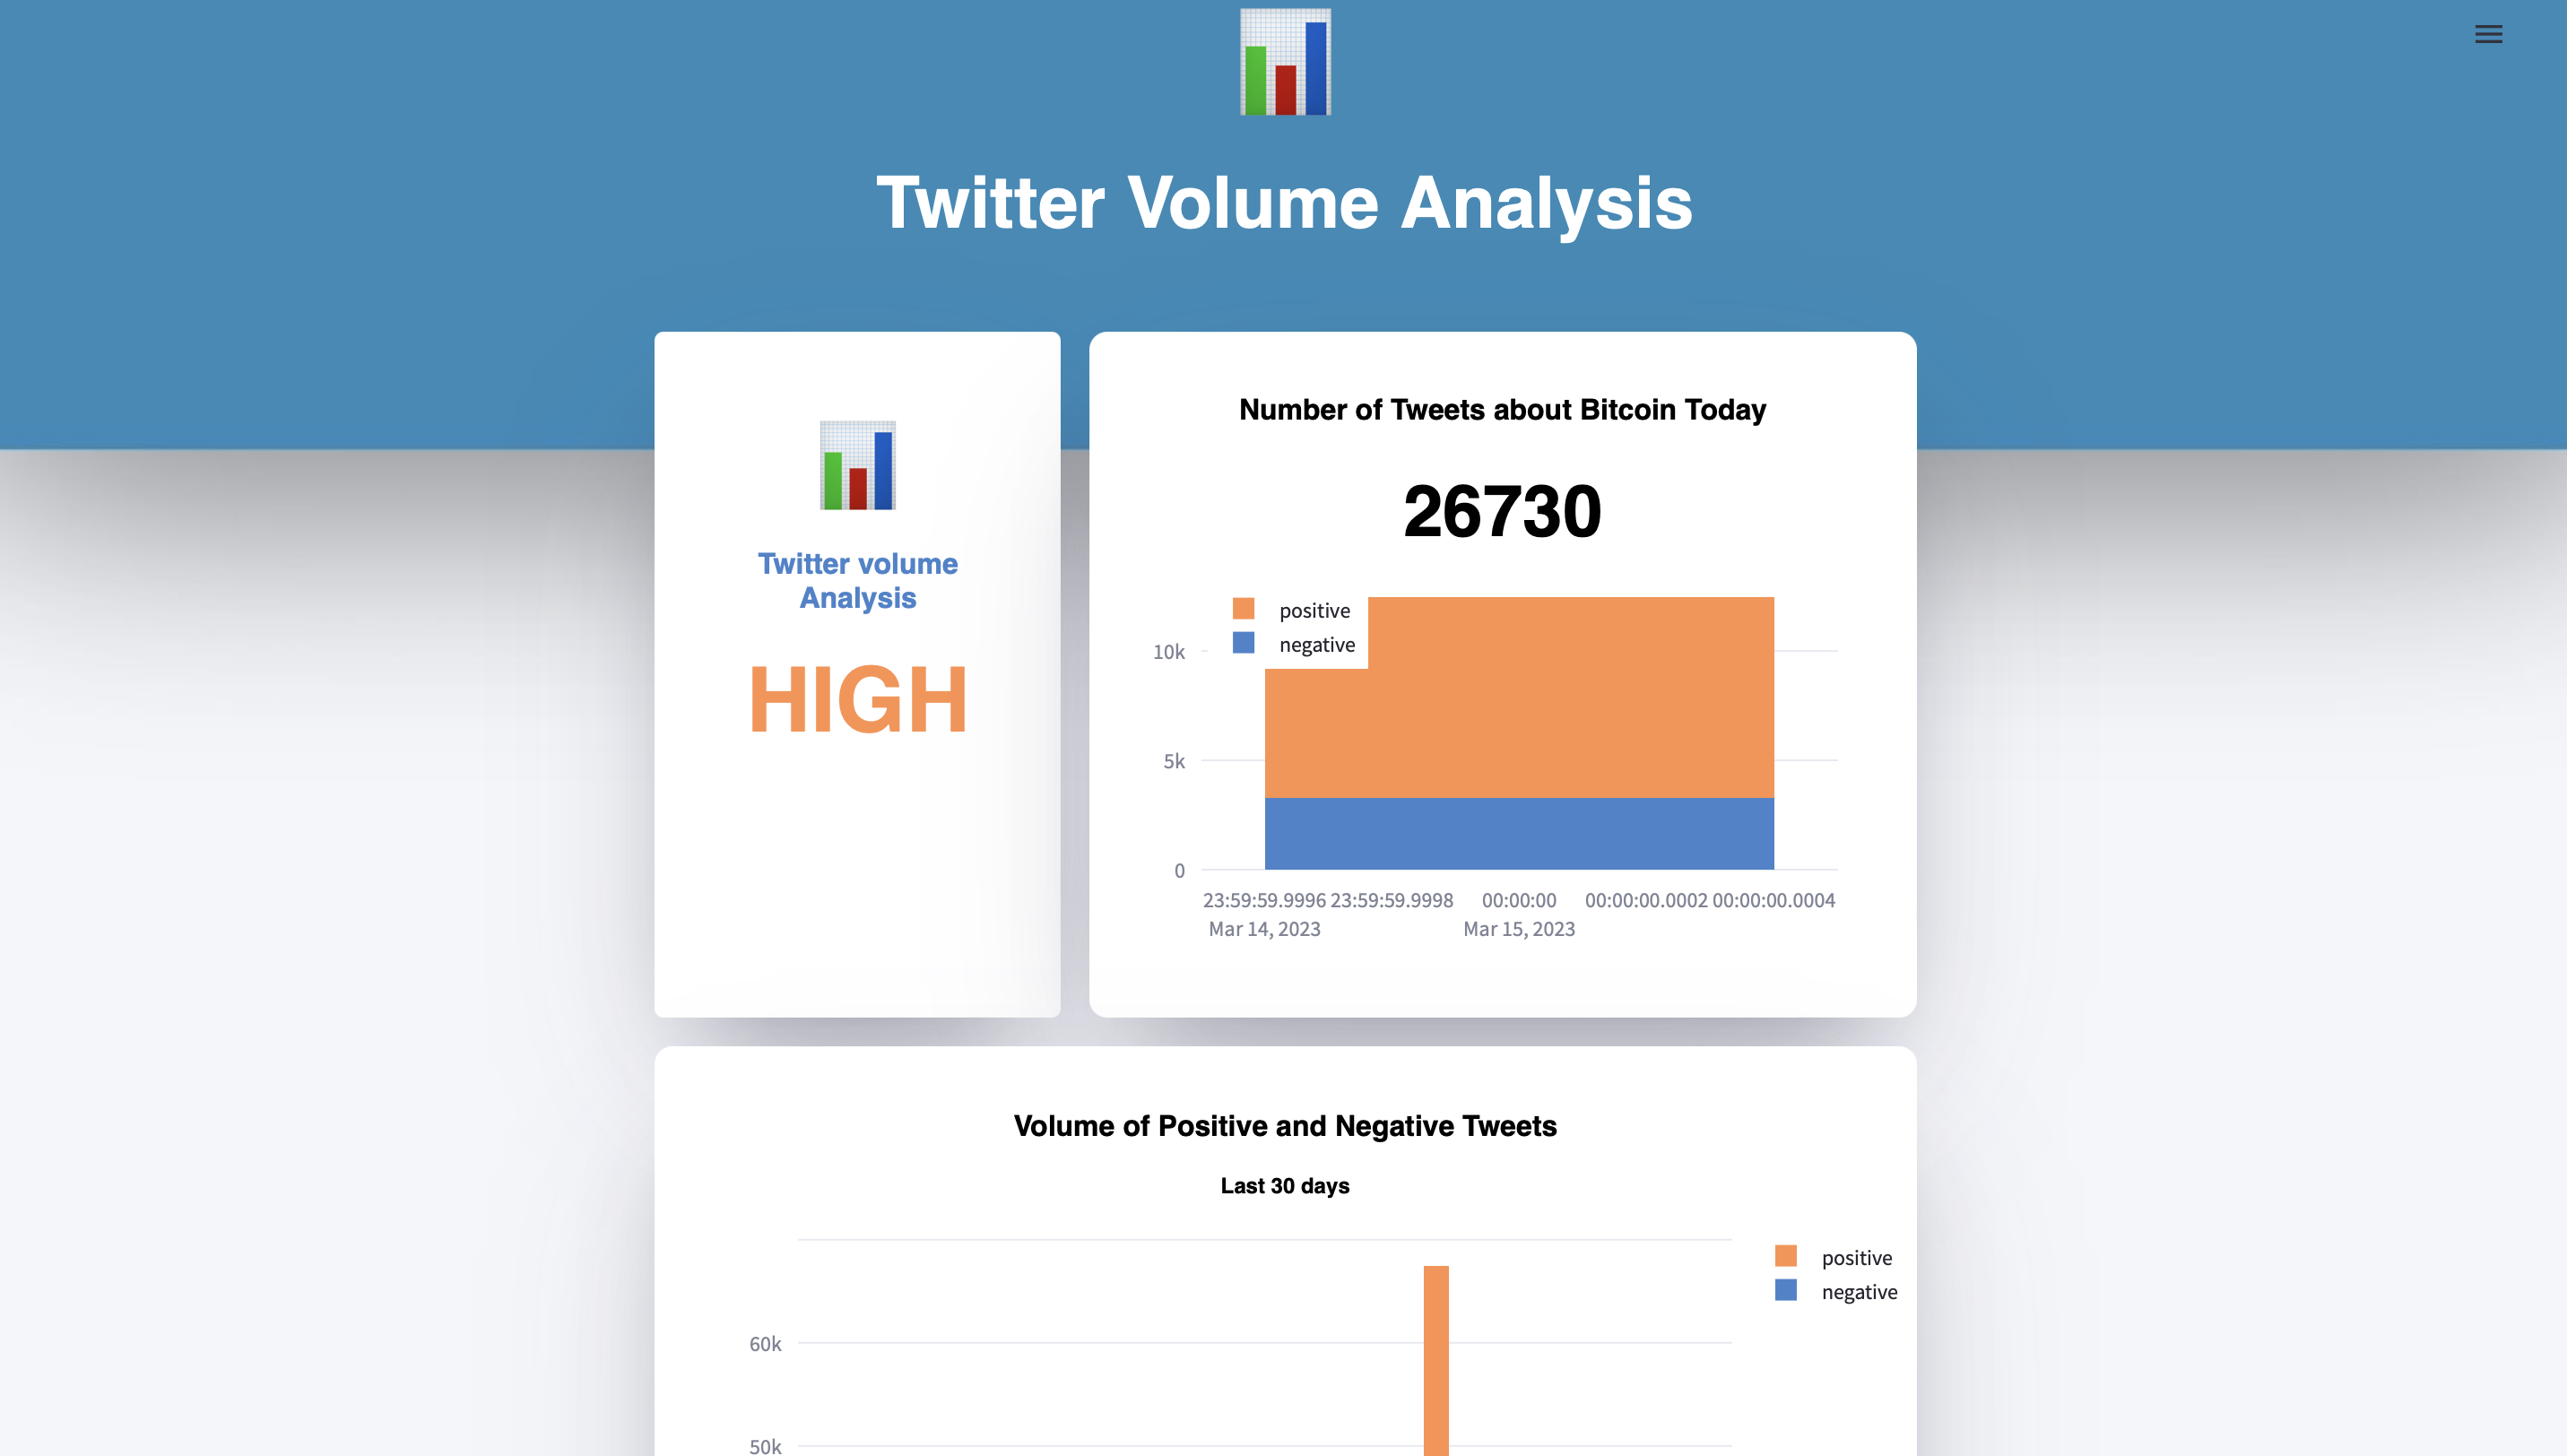 Twitter Volume Analysis
Twitter volume
Analysis
HIGH
Number of Tweets about Bitcoin Today
26730
positive
negative
10k
5k
0
23:59:59.9996 23:59:59.9998 00:00:00 00:00:00.0002 00:00:00.0004
Mar 14, 2023 Mar 15, 2023
Volume of Positive and Negative Tweets
Last 30 days
positive
negative
60k
50k